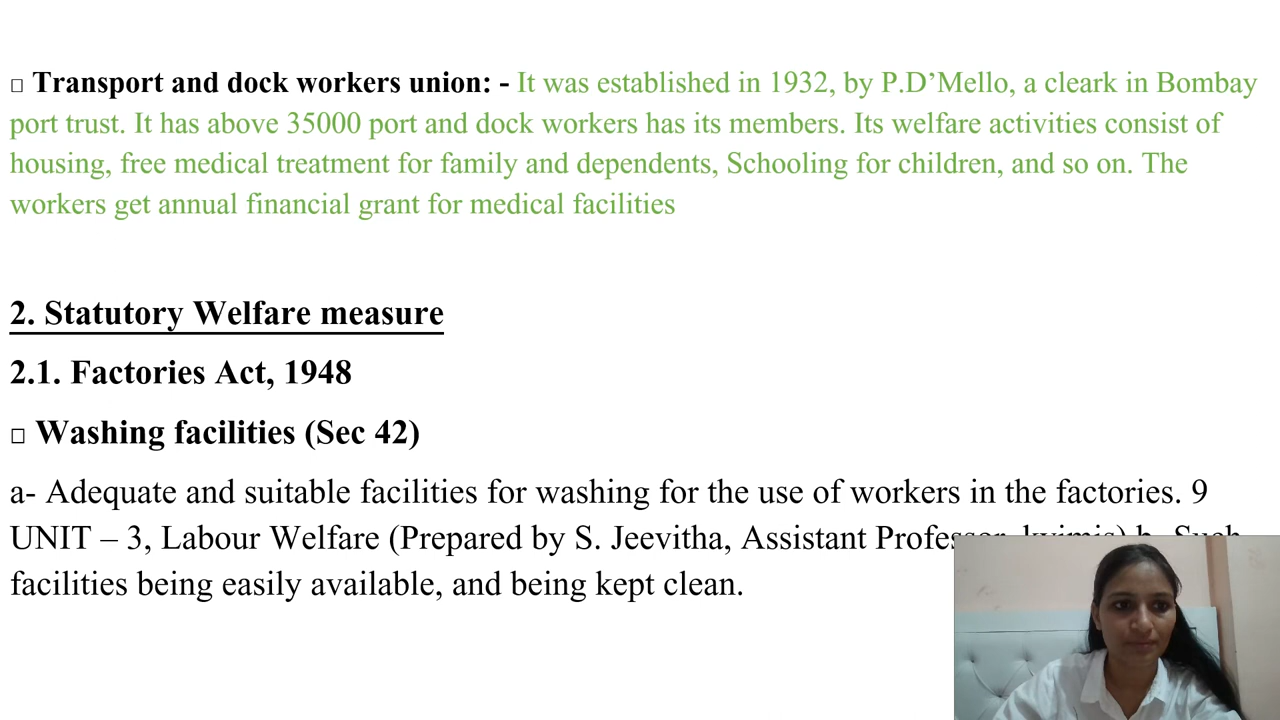 □ Transport and dock workers union: - It was established in 1932, by P.D’Mello, a cleark in Bombay
port trust. It has above 35000 port and dock workers has its members. Its welfare activities consist of
housing, free medical treatment for family and dependents, Schooling for children, and so on. The
workers get annual financial grant for medical facilities
2. Statutory Welfare measure
2.1. Factories Act, 1948
□ Washing facilities (Sec 42)
a- Adequate and suitable facilities for washing for the use of workers in the factories. 9
UNIT – 3, Labour Welfare (Prepared by S. Jeevitha, Assistant Professor, kvimis) b- Such
facilities being easily available, and being kept clean.